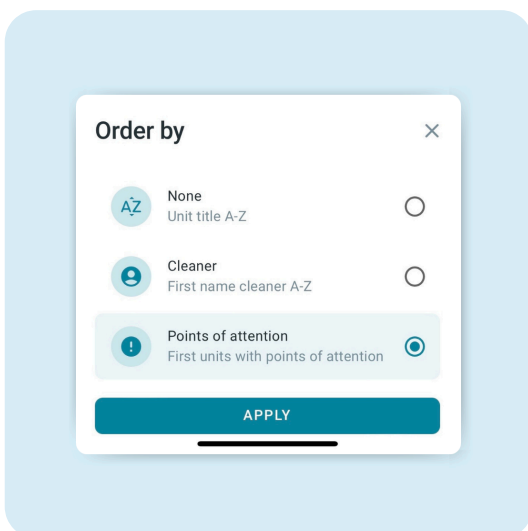 Order by
AZ
None
Unit title A-Z
Cleaner
First name cleaner A-Z
!
Points of attention
First units with points of attention
APPLY